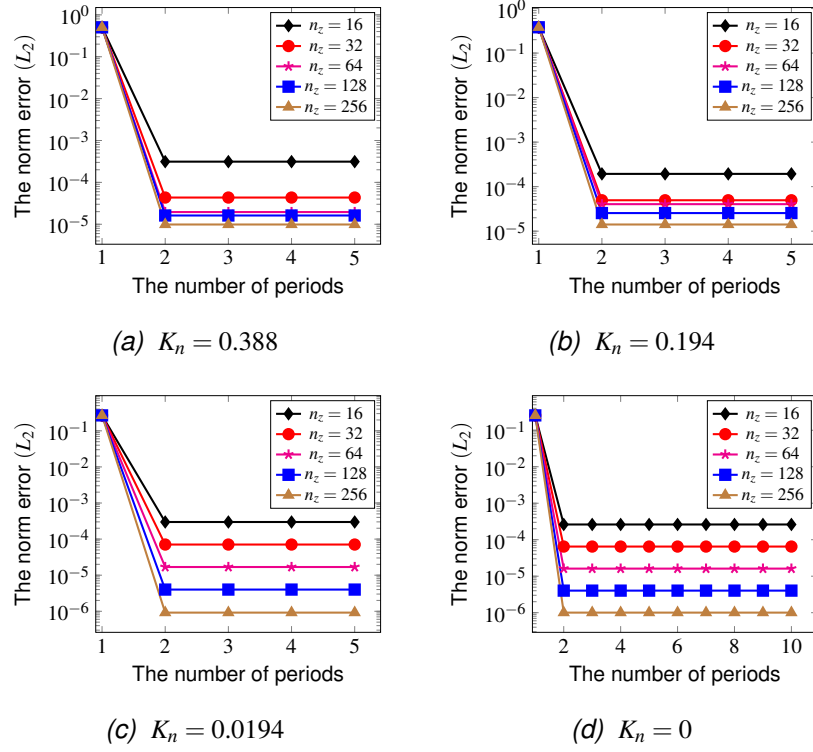 10^0
10^−1
10^−2
10^−3
10^−4
10^−5
The norm error (L_2)
n_z = 16
n_z = 32
n_z = 64
n_z = 128
n_z = 256
1 2 3 4 5
The number of periods
(a) K_n = 0.388
10^0
10^−1
10^−2
10^−3
10^−4
10^−5
The norm error (L_2)
n_z = 16
n_z = 32
n_z = 64
n_z = 128
n_z = 256
1 2 3 4 5
The number of periods
(b) K_n = 0.194
10^−1
10^−2
10^−3
10^−4
10^−5
10^−6
The norm error (L_2)
n_z = 16
n_z = 32
n_z = 64
n_z = 128
n_z = 256
1 2 3 4 5
The number of periods
(c) K_n = 0.0194
10^−1
10^−2
10^−3
10^−4
10^−5
10^−6
The norm error (L_2)
n_z = 16
n_z = 32
n_z = 64
n_z = 128
n_z = 256
2 4 6 8 10
The number of periods
(d) K_n = 0